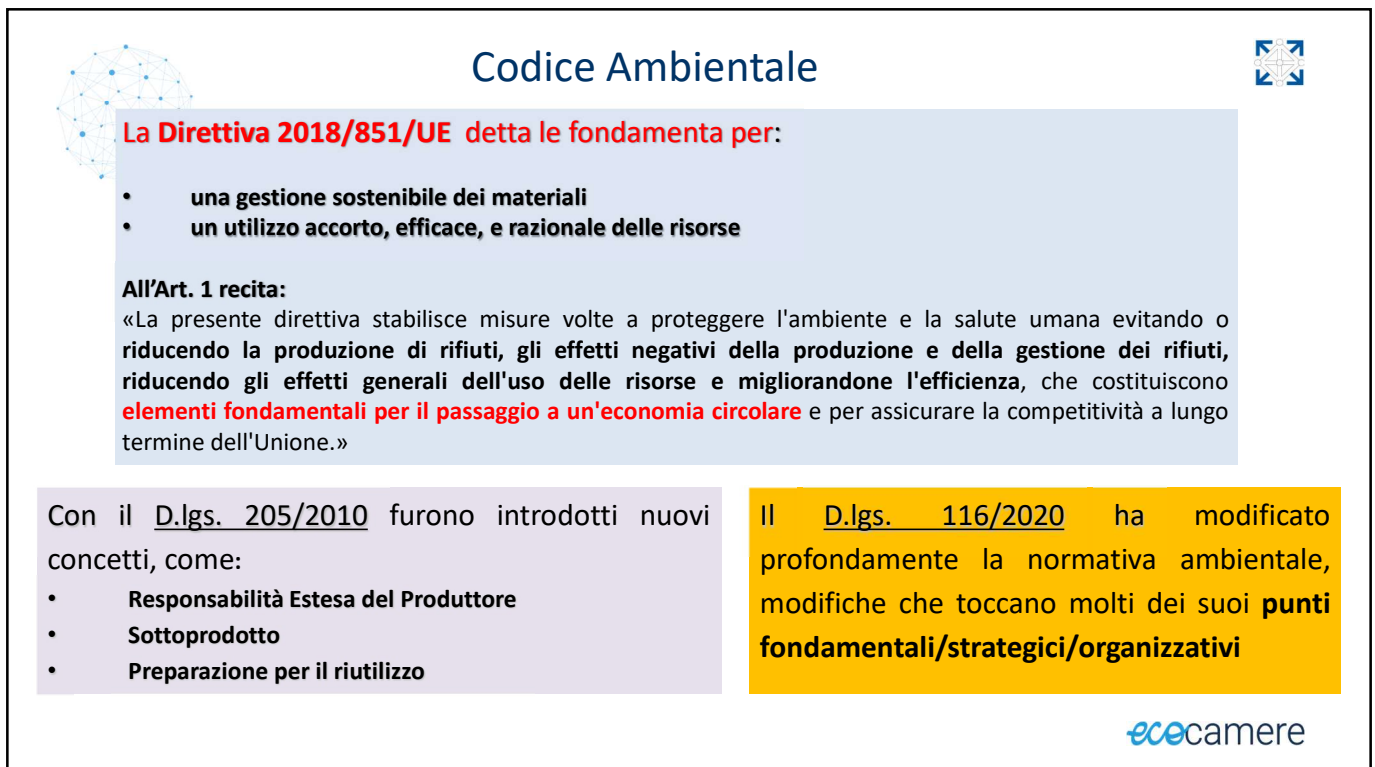 Codice Ambientale
La Direttiva 2018/851/UE detta le fondamenta per:
• una gestione sostenibile dei materiali
• un utilizzo accorto, efficace, e razionale delle risorse
All'Art. 1 recita:
«La presente direttiva stabilisce misure volte a proteggere l'ambiente e la salute umana evitando o
riducendo la produzione di rifiuti, gli effetti negativi della produzione e della gestione dei rifiuti,
riducendo gli effetti generali dell'uso delle risorse e migliorandone l'efficienza, che costituiscono
elementi fondamentali per il passaggio a un'economia circolare e per assicurare la competitività a lungo
termine dell'Unione.»
Con il D.lgs. 205/2010 furono introdotti nuovi
concetti, come:
• Responsabilità Estesa del Produttore
• Sottoprodotto
• Preparazione per il riutilizzo
Il D.lgs. 116/2020 ha modificato
profondamente la normativa ambientale,
modifiche che toccano molti dei suoi punti
fondamentali/strategici/organizzativi
ecocamere